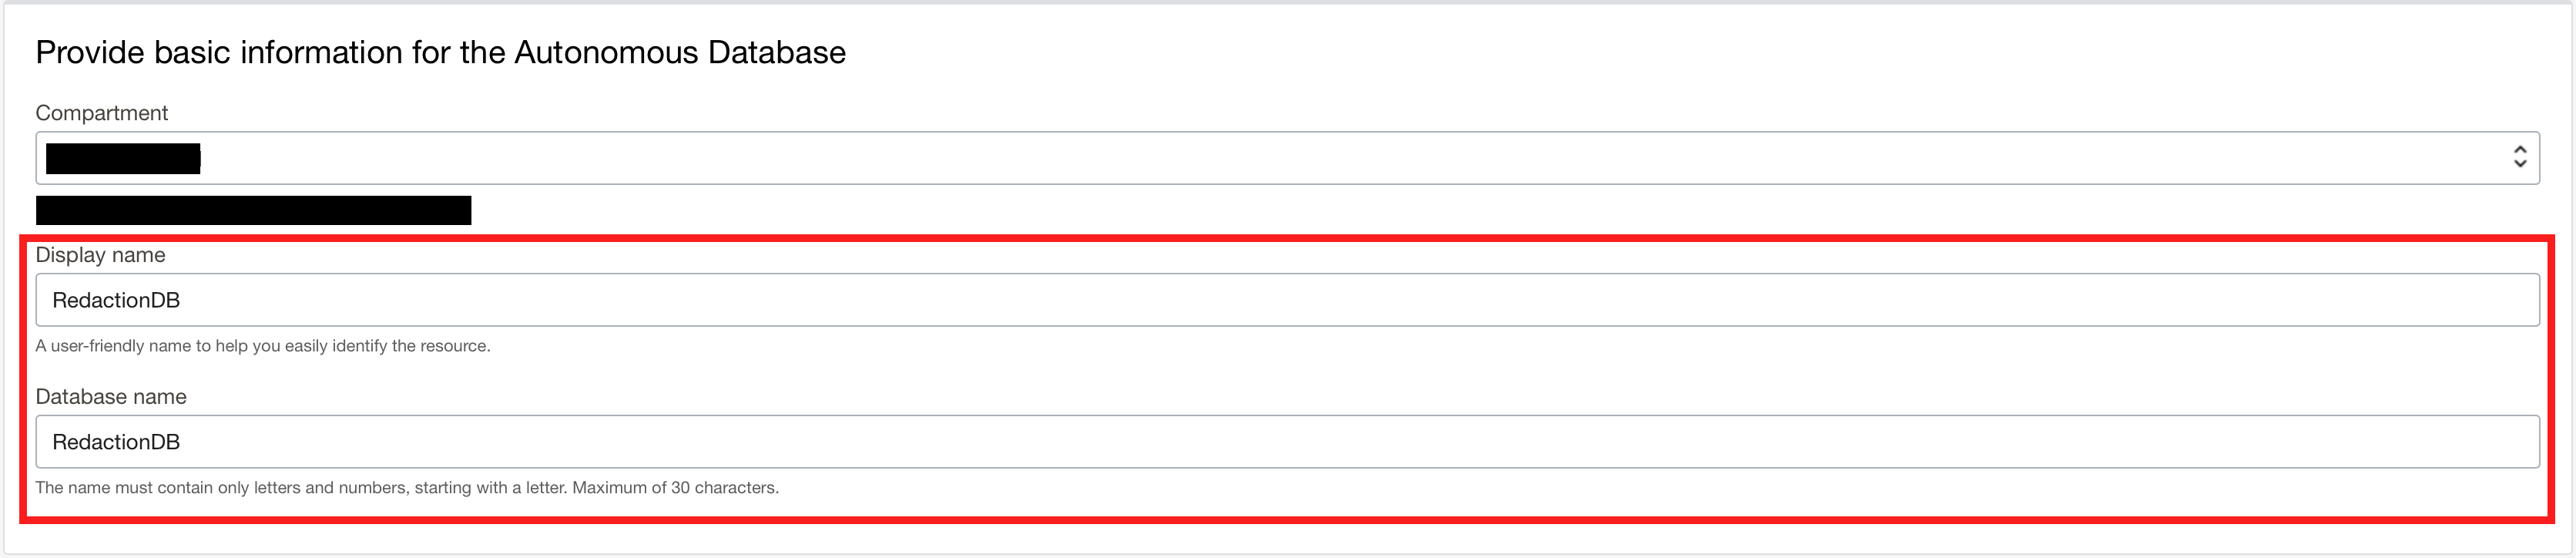 Provide basic information for the Autonomous Database
Compartment
Display name
RedactionDB
A user-friendly name to help you easily identify the resource.
Database name
RedactionDB
The name must contain only letters and numbers, starting with a letter. Maximum of 30 characters.